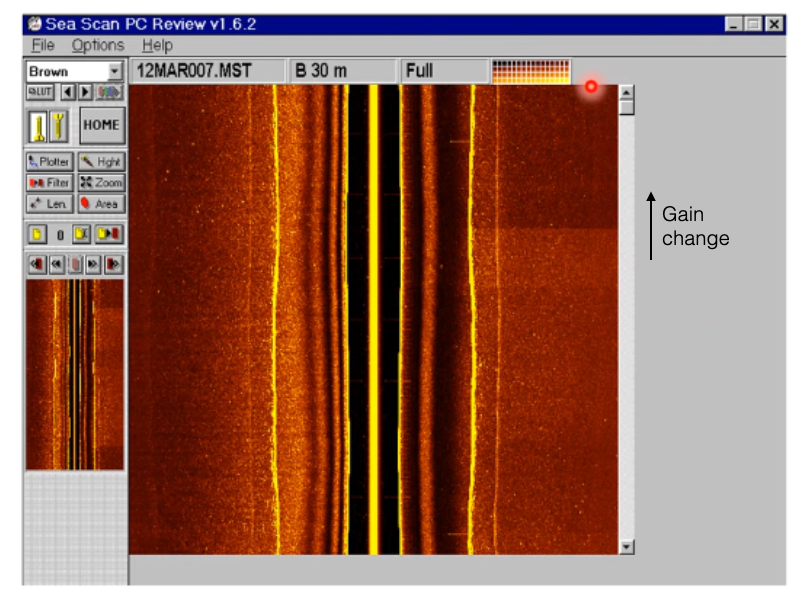 Sea Scan PC Review v1.6.2
File Options Help
Brown 12MAR007.MST B 30 m Full
LUT
HOME
Plotter Hght
Filter Zoom
Len. Area
0
Gain
change